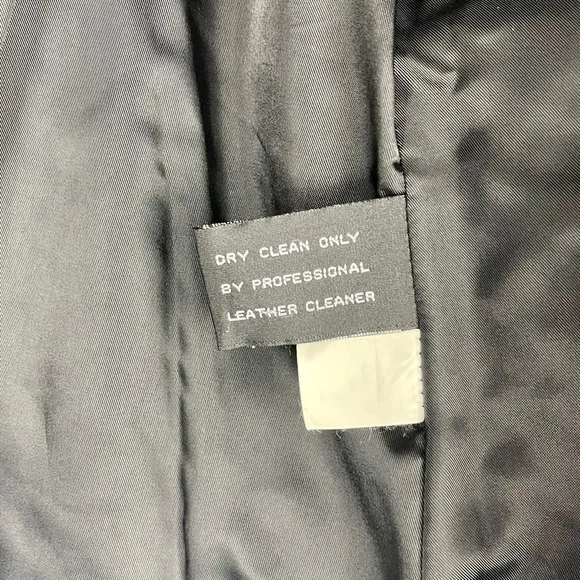 DRY CLEAN ONLY
BY PROFESSIONAL
LEATHER CLEANER